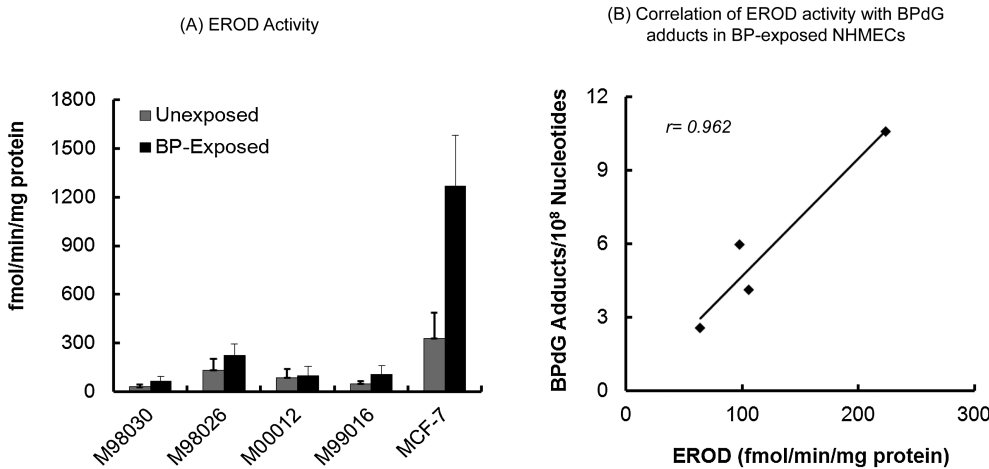 (A) EROD Activity
fmol/min/mg protein
1800
1500
1200
900
600
300
0
Unexposed
BP-Exposed
M98030
M98026
M00012
M99016
MCF-7
(B) Correlation of EROD activity with BPdG
adducts in BP-exposed NHMECs
BPdG Adducts/10⁸ Nucleotides
12
9
6
3
0
r= 0.962
0
100
200
300
EROD (fmol/min/mg protein)